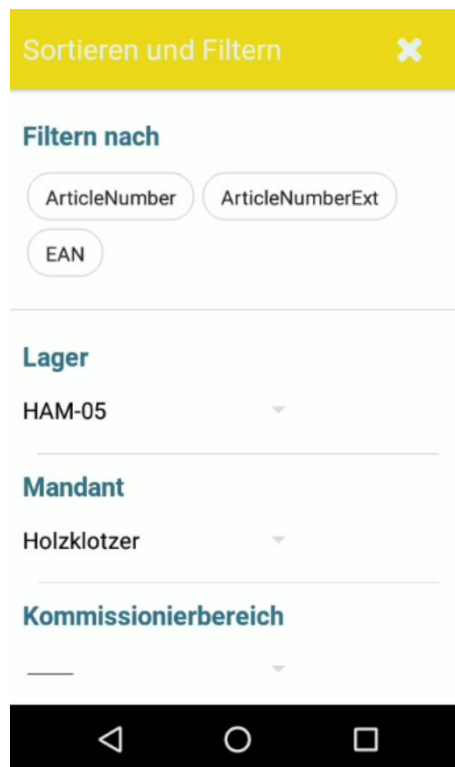 Sortieren und Filtern
Filtern nach
ArticleNumber ArticleNumberExt
EAN
Lager
HAM-05
Mandant
Holzklotzer
Kommissionierbereich